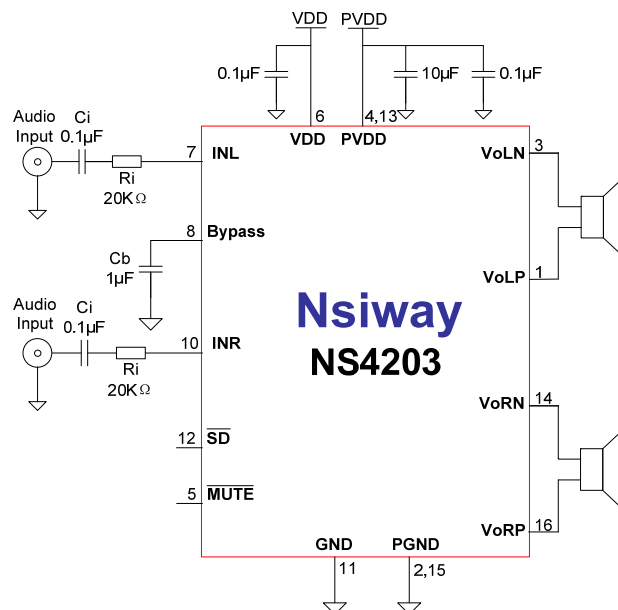 VDD PVDD
0.1µF 10µF 0.1µF
6 4,13
VDD PVDD
Audio
Input
Ci
0.1µF
7 INL
Ri
20KΩ
8 Bypass
Cb
1µF
Audio
Input
Ci
0.1µF
10 INR
Ri
20KΩ
12 SD
5 MUTE
Nsiway
NS4203
VoLN 3
VoLP 1
VoRN 14
VoRP 16
GND PGND
11 2,15